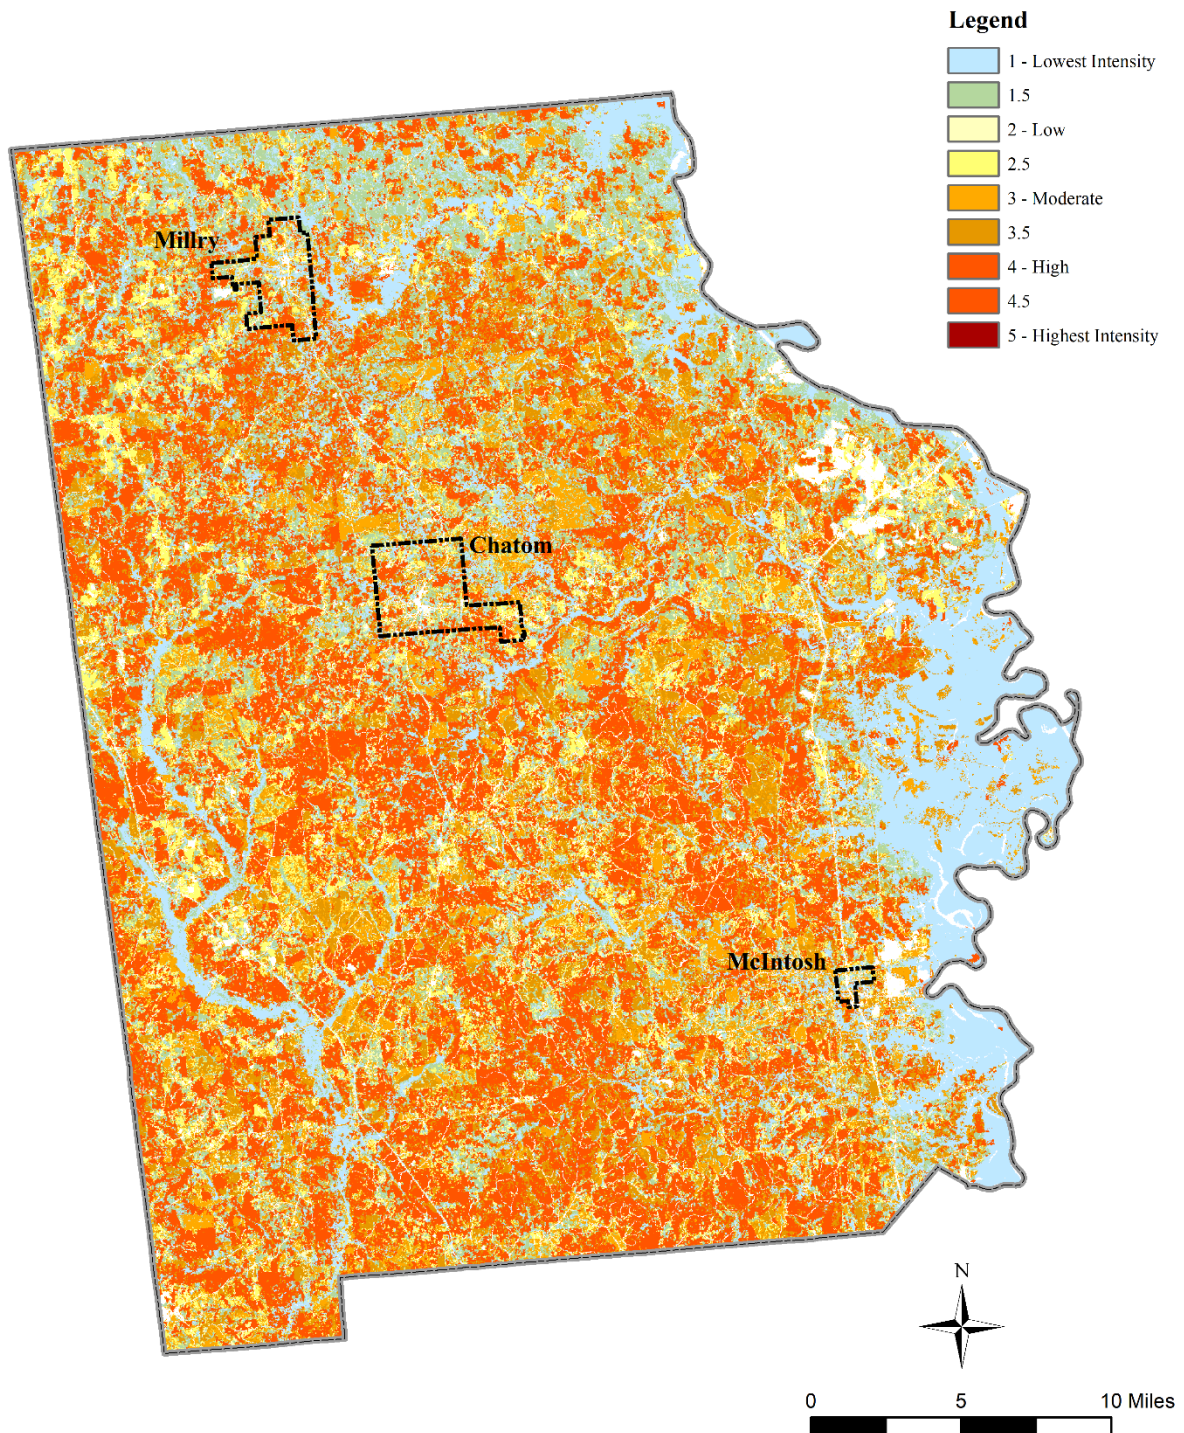 Legend
1 - Lowest Intensity
1.5
2 - Low
2.5
3 - Moderate
3.5
4 - High
4.5
5 - Highest Intensity
Millry
Chatom
McIntosh
N
0 5 10 Miles